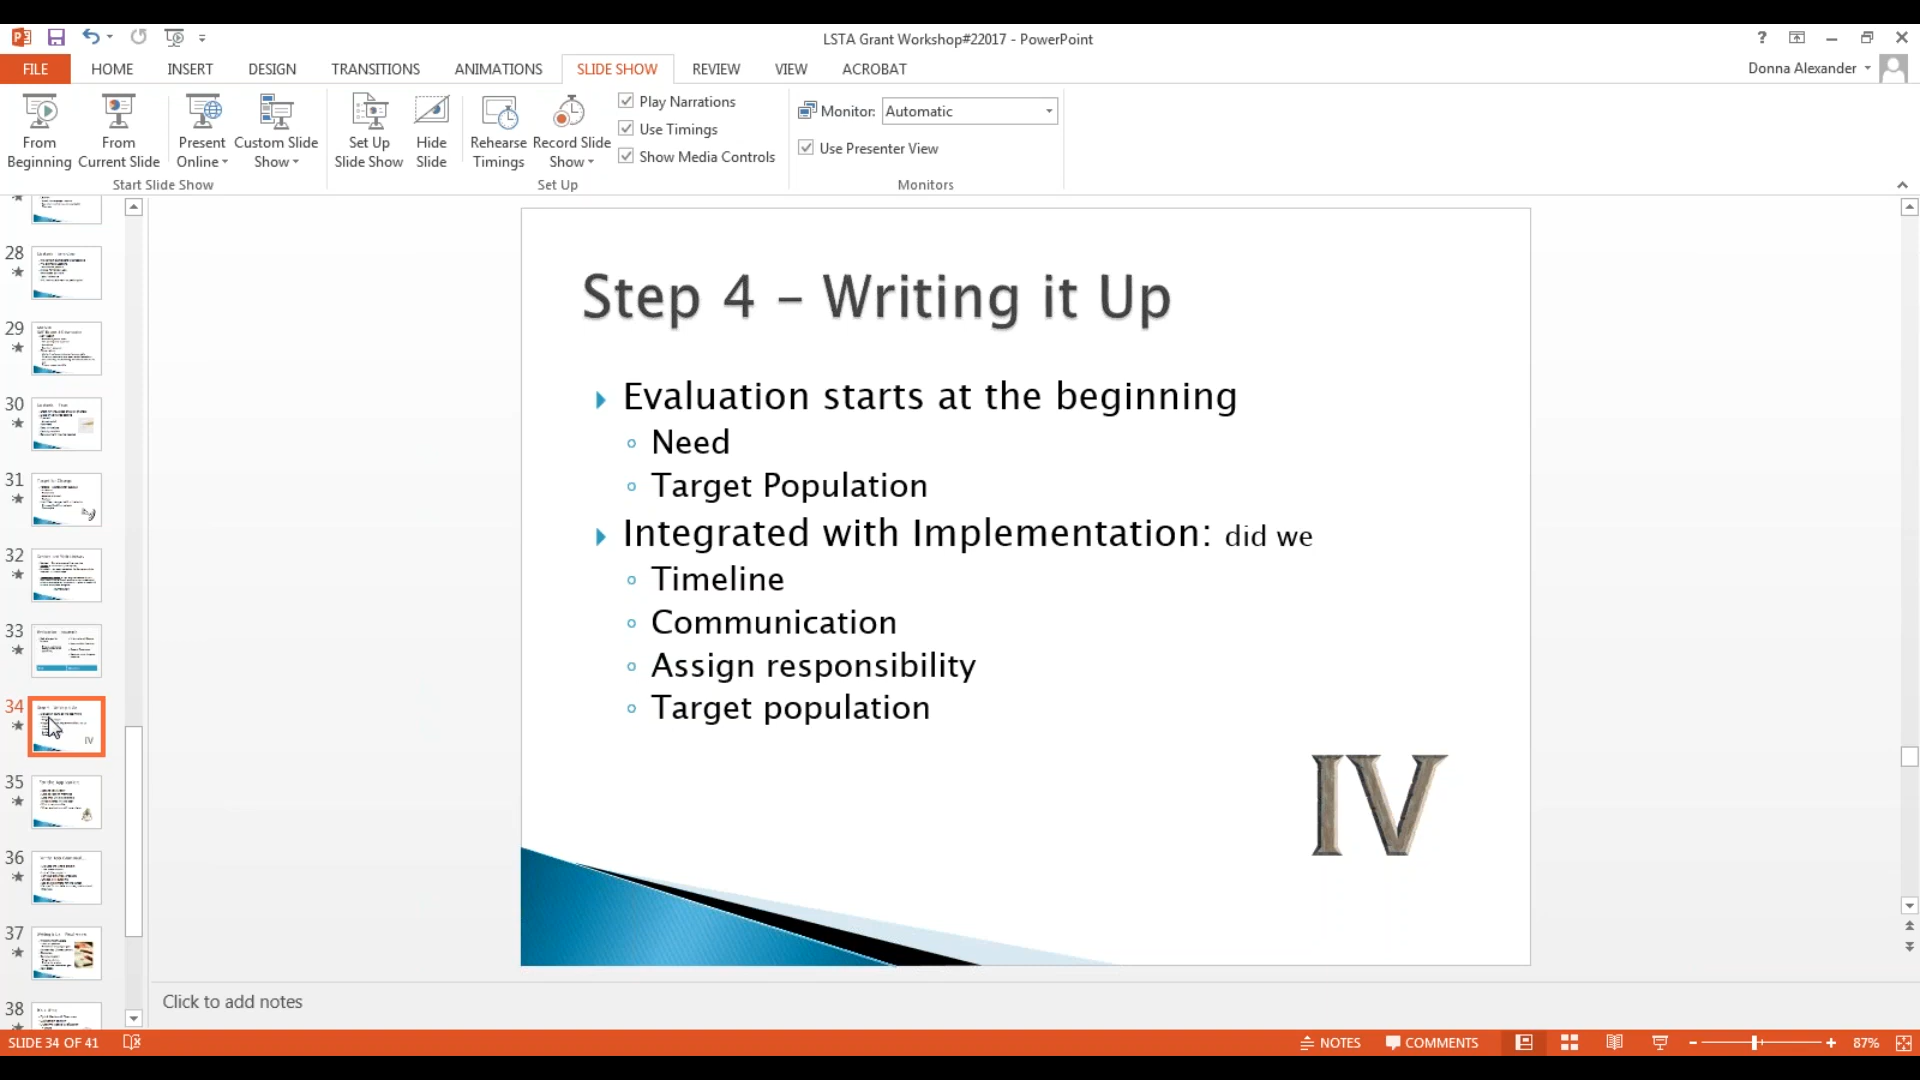 LSTA Grant Workshop#22017 - PowerPoint
?
FILE HOME INSERT DESIGN TRANSITIONS ANIMATIONS SLIDE SHOW REVIEW VIEW ACROBAT
Donna Alexander
From Beginning
From Current Slide
Present Online
Custom Slide Show
Start Slide Show
Set Up Slide Show
Hide Slide
Rehearse Timings
Record Slide Show
Play Narrations
Use Timings
Show Media Controls
Set Up
Monitor: Automatic
Use Presenter View
Monitors
28
29
30
31
32
33
34
35
36
37
38
Step 4 – Writing it Up
Evaluation starts at the beginning
Need
Target Population
Integrated with Implementation: did we
Timeline
Communication
Assign responsibility
Target population
IV
Click to add notes
SLIDE 34 OF 41
NOTES
COMMENTS
87%